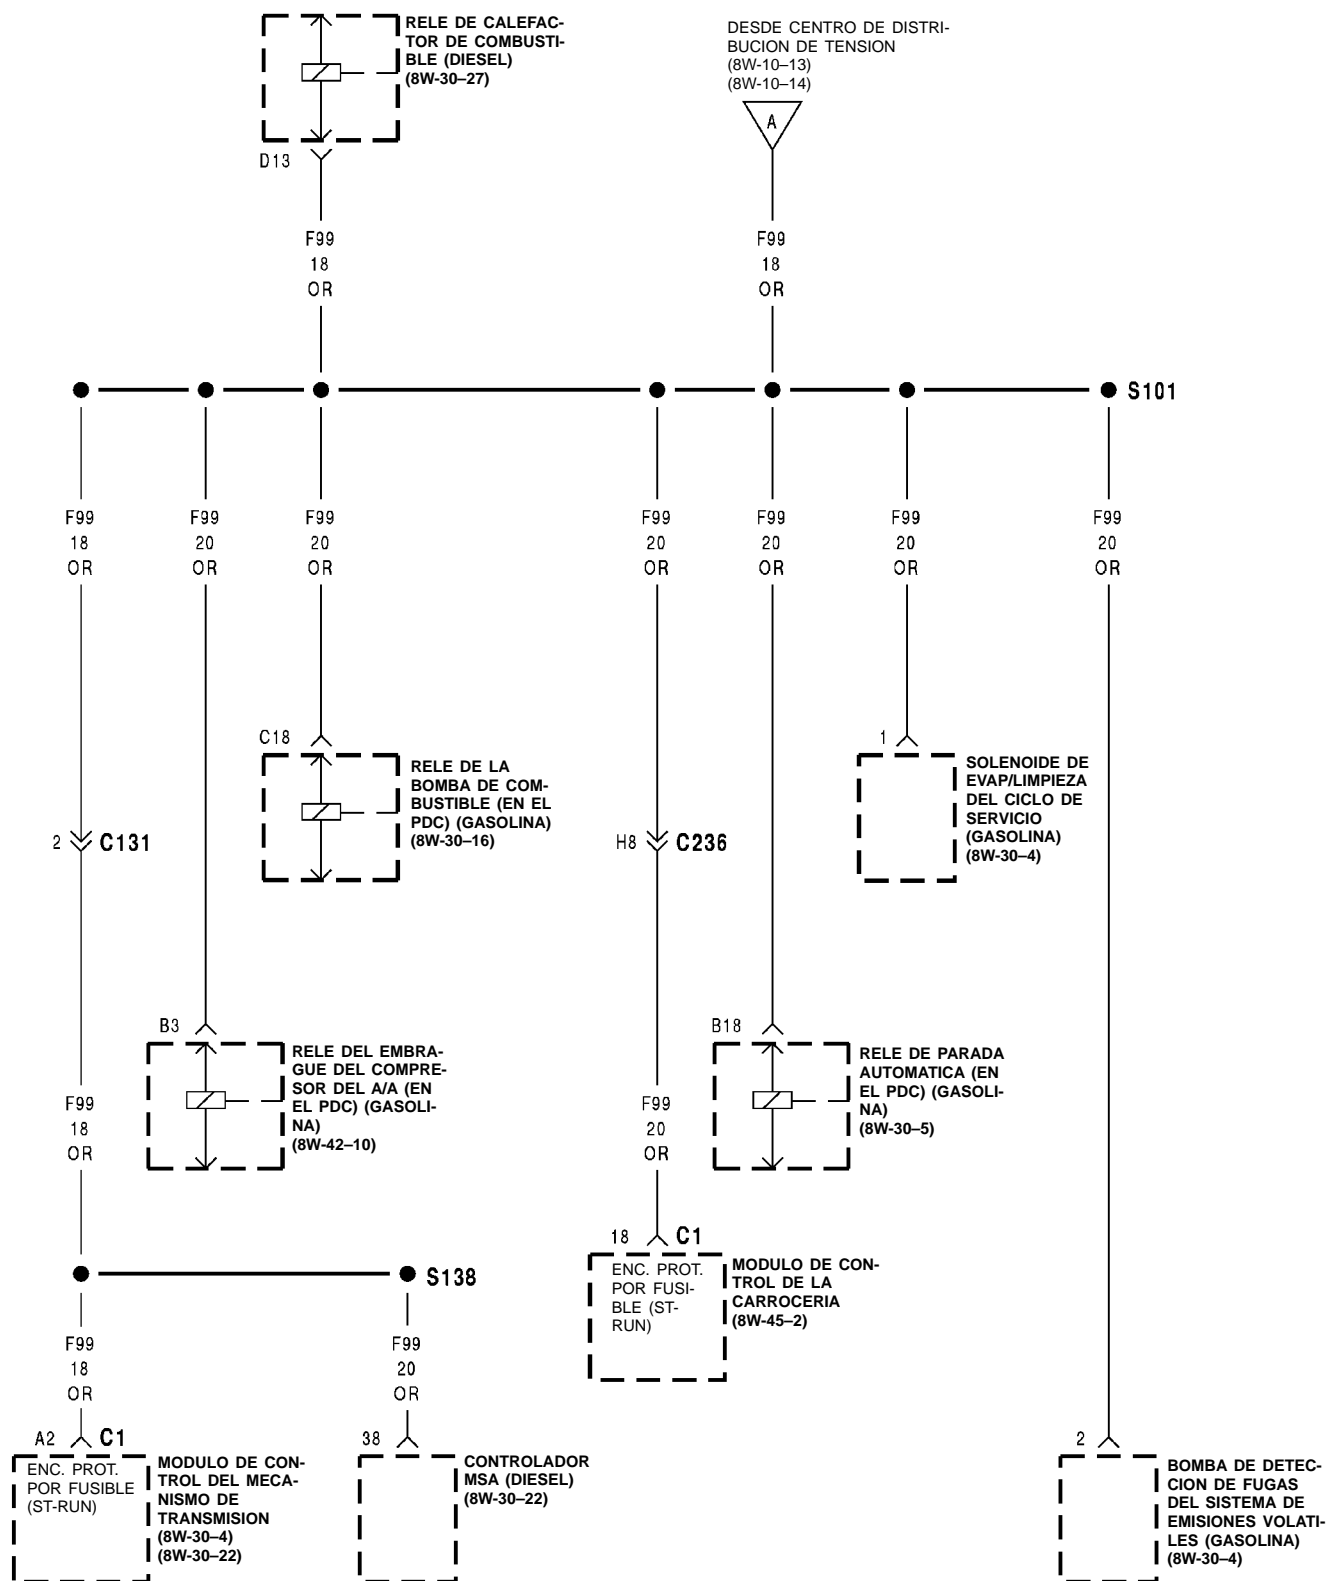 RELE DE CALEFAC-
TOR DE COMBUSTI-
BLE (DIESEL)
(8W-30–27)
D13
DESDE CENTRO DE DISTRI-
BUCION DE TENSION
(8W-10–13)
(8W-10–14)
A
F99
18
OR
F99
18
OR
S101
F99
18
OR
F99
20
OR
F99
20
OR
F99
20
OR
F99
20
OR
F99
20
OR
F99
20
OR
C18
RELE DE LA
BOMBA DE COM-
BUSTIBLE (EN EL
PDC) (GASOLINA)
(8W-30–16)
1
SOLENOIDE DE
EVAP/LIMPIEZA
DEL CICLO DE
SERVICIO
(GASOLINA)
(8W-30–4)
2 C131
H8 C236
B3
RELE DEL EMBRA-
GUE DEL COMPRE-
SOR DEL A/A (EN
EL PDC) (GASOLI-
NA)
(8W-42–10)
B18
RELE DE PARADA
AUTOMATICA (EN
EL PDC) (GASOLI-
NA)
(8W-30–5)
F99
18
OR
F99
20
OR
18 C1
ENC. PROT.
POR FUSI-
BLE (ST-
RUN)
MODULO DE CON-
TROL DE LA
CARROCERIA
(8W-45–2)
S138
F99
18
OR
F99
20
OR
A2 C1
ENC. PROT.
POR FUSIBLE
(ST-RUN)
MODULO DE CON-
TROL DEL MECA-
NISMO DE
TRANSMISION
(8W-30–4)
(8W-30–22)
38
CONTROLADOR
MSA (DIESEL)
(8W-30–22)
2
BOMBA DE DETEC-
CION DE FUGAS
DEL SISTEMA DE
EMISIONES VOLATI-
LES (GASOLINA)
(8W-30–4)